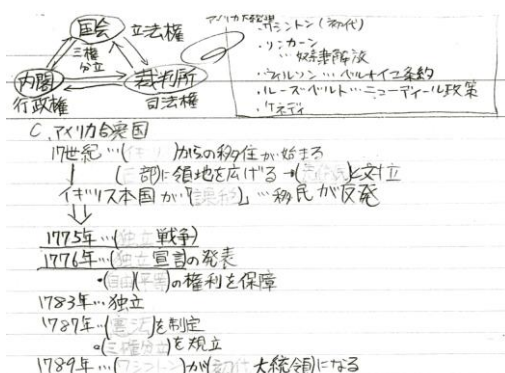 国会 立法権
三権
分立
内閣 裁判所
行政権 司法権
アメリカ大統領
・ワシントン(初代)
・リンカーン
…奴隷解放
・ウィルソン…ベルサイユ条約
・ルーズベルト…ニューディール政策
・ケネディ
C.アメリカ合衆国
17世紀…(イギリス)からの移住が始まる
(西部に領地を広げる→(先住民)と対立
イギリス本国が「課税」…移民が反発
1775年…(独立戦争)
1776年…(独立宣言)の発表
・(自由)(平等)の権利を保障
1783年…独立
1787年…(憲法)を制定
・(三権分立)を規立
1789年…(ワシントン)が(初代大統領)になる